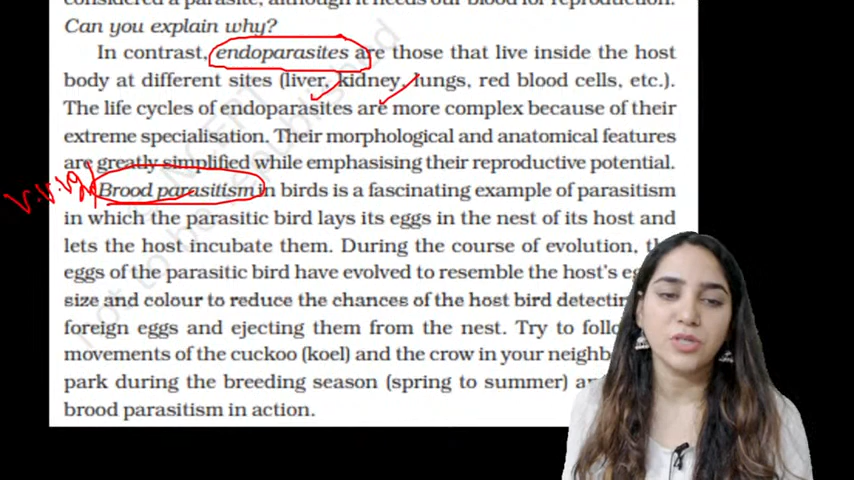 considered a parasite, although it needs our blood for reproduction.
Can you explain why?
In contrast, endoparasites are those that live inside the host
body at different sites (liver, kidney, lungs, red blood cells, etc.).
The life cycles of endoparasites are more complex because of their
extreme specialisation. Their morphological and anatomical features
are greatly simplified while emphasising their reproductive potential.
V.V.Ig
Brood parasitism in birds is a fascinating example of parasitism
in which the parasitic bird lays its eggs in the nest of its host and
lets the host incubate them. During the course of evolution, the
eggs of the parasitic bird have evolved to resemble the host's
size and colour to reduce the chances of the host bird detecting
foreign eggs and ejecting them from the nest. Try to follow
movements of the cuckoo (koel) and the crow in your
park during the breeding season (spring to summer)
brood parasitism in action.